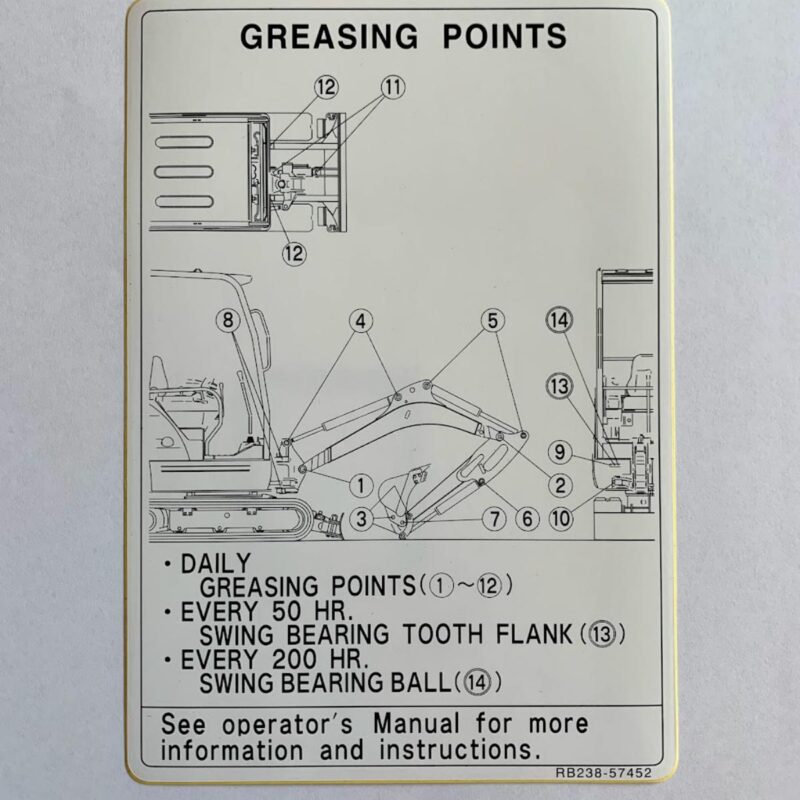 GREASING POINTS
⑫ ⑪
⑫
⑧ ④ ⑤ ⑭
⑬
⑨
① ②
③ ⑦ ⑥ ⑩
・DAILY
GREASING POINTS(①~⑫)
・EVERY 50 HR.
SWING BEARING TOOTH FLANK(⑬)
・EVERY 200 HR.
SWING BEARING BALL(⑭)
See operator's Manual for more
information and instructions.
RB238-57452